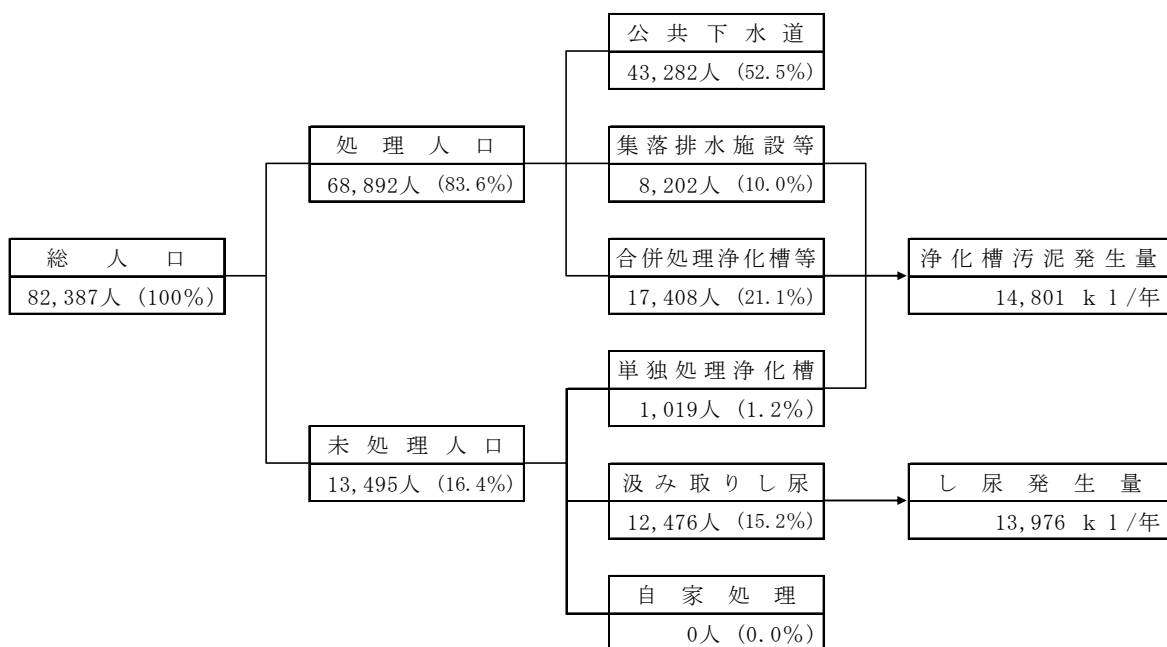 公共下水道
43,282人 (52.5%)
処理人口
68,892人 (83.6%)
集落排水施設等
8,202人 (10.0%)
総人口
82,387人 (100%)
合併処理浄化槽等
17,408人 (21.1%)
浄化槽汚泥発生量
14,801 kl/年
単独処理浄化槽
1,019人 (1.2%)
未処理人口
13,495人 (16.4%)
汲み取りし尿
12,476人 (15.2%)
し尿発生量
13,976 kl/年
自家処理
0人 (0.0%)